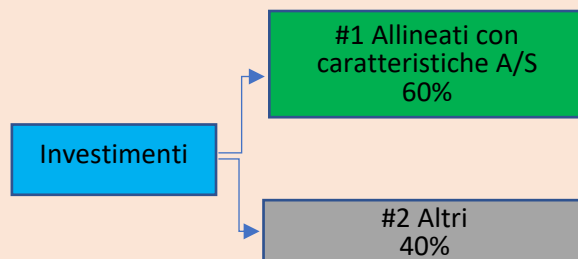 #1 Allineati con
caratteristiche A/S
60%
Investimenti
#2 Altri
40%